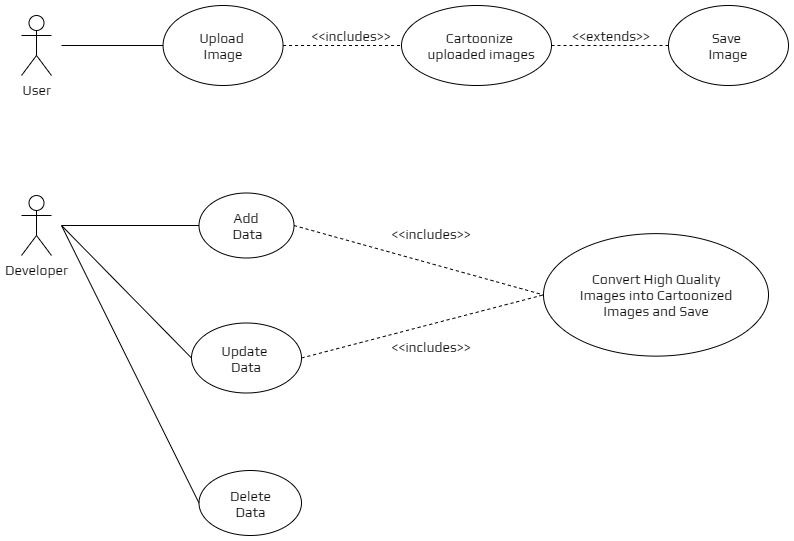 Upload
Image
<<includes>>
Cartoonize
uploaded images
<<extends>>
Save
Image
User
Add
Data
<<includes>>
Developer
Convert High Quality
Images into Cartoonized
Images and Save
Update
Data
<<includes>>
Delete
Data